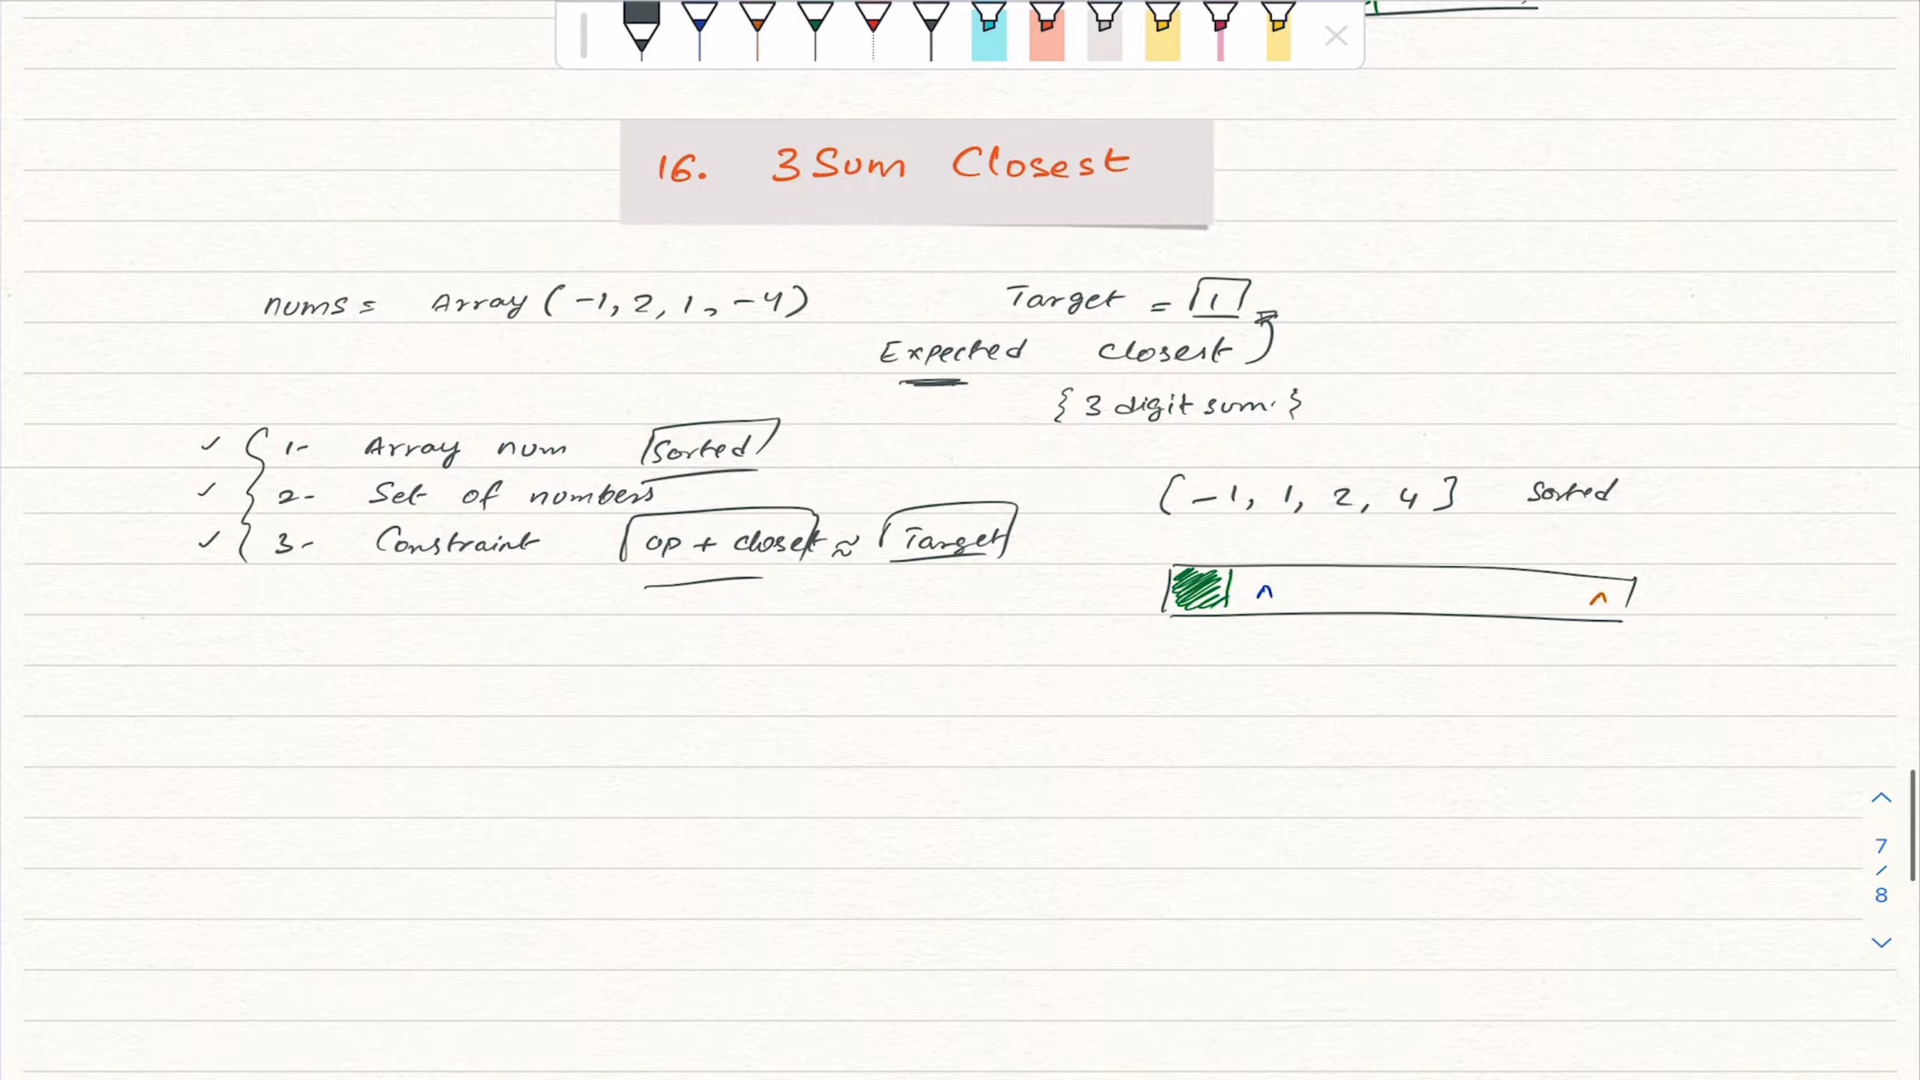 16. 3 Sum Closest
nums = Array (-1, 2, 1, -4)
Target = 1
Expected closest
{ 3 digit sum. }
1- Array num Sorted
2- Set of numbers
3- Constraint op + closet ≈ Target
(-1, 1, 2, 4] Sorted
7
/
8